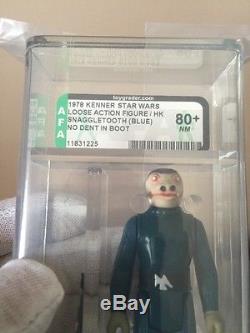 toygrader.com
AFA
1978 KENNER STAR WARS
LOOSE ACTION FIGURE / HK
SNAGGLETOOTH (BLUE)
NO DENT IN BOOT
11831225
80+
NM